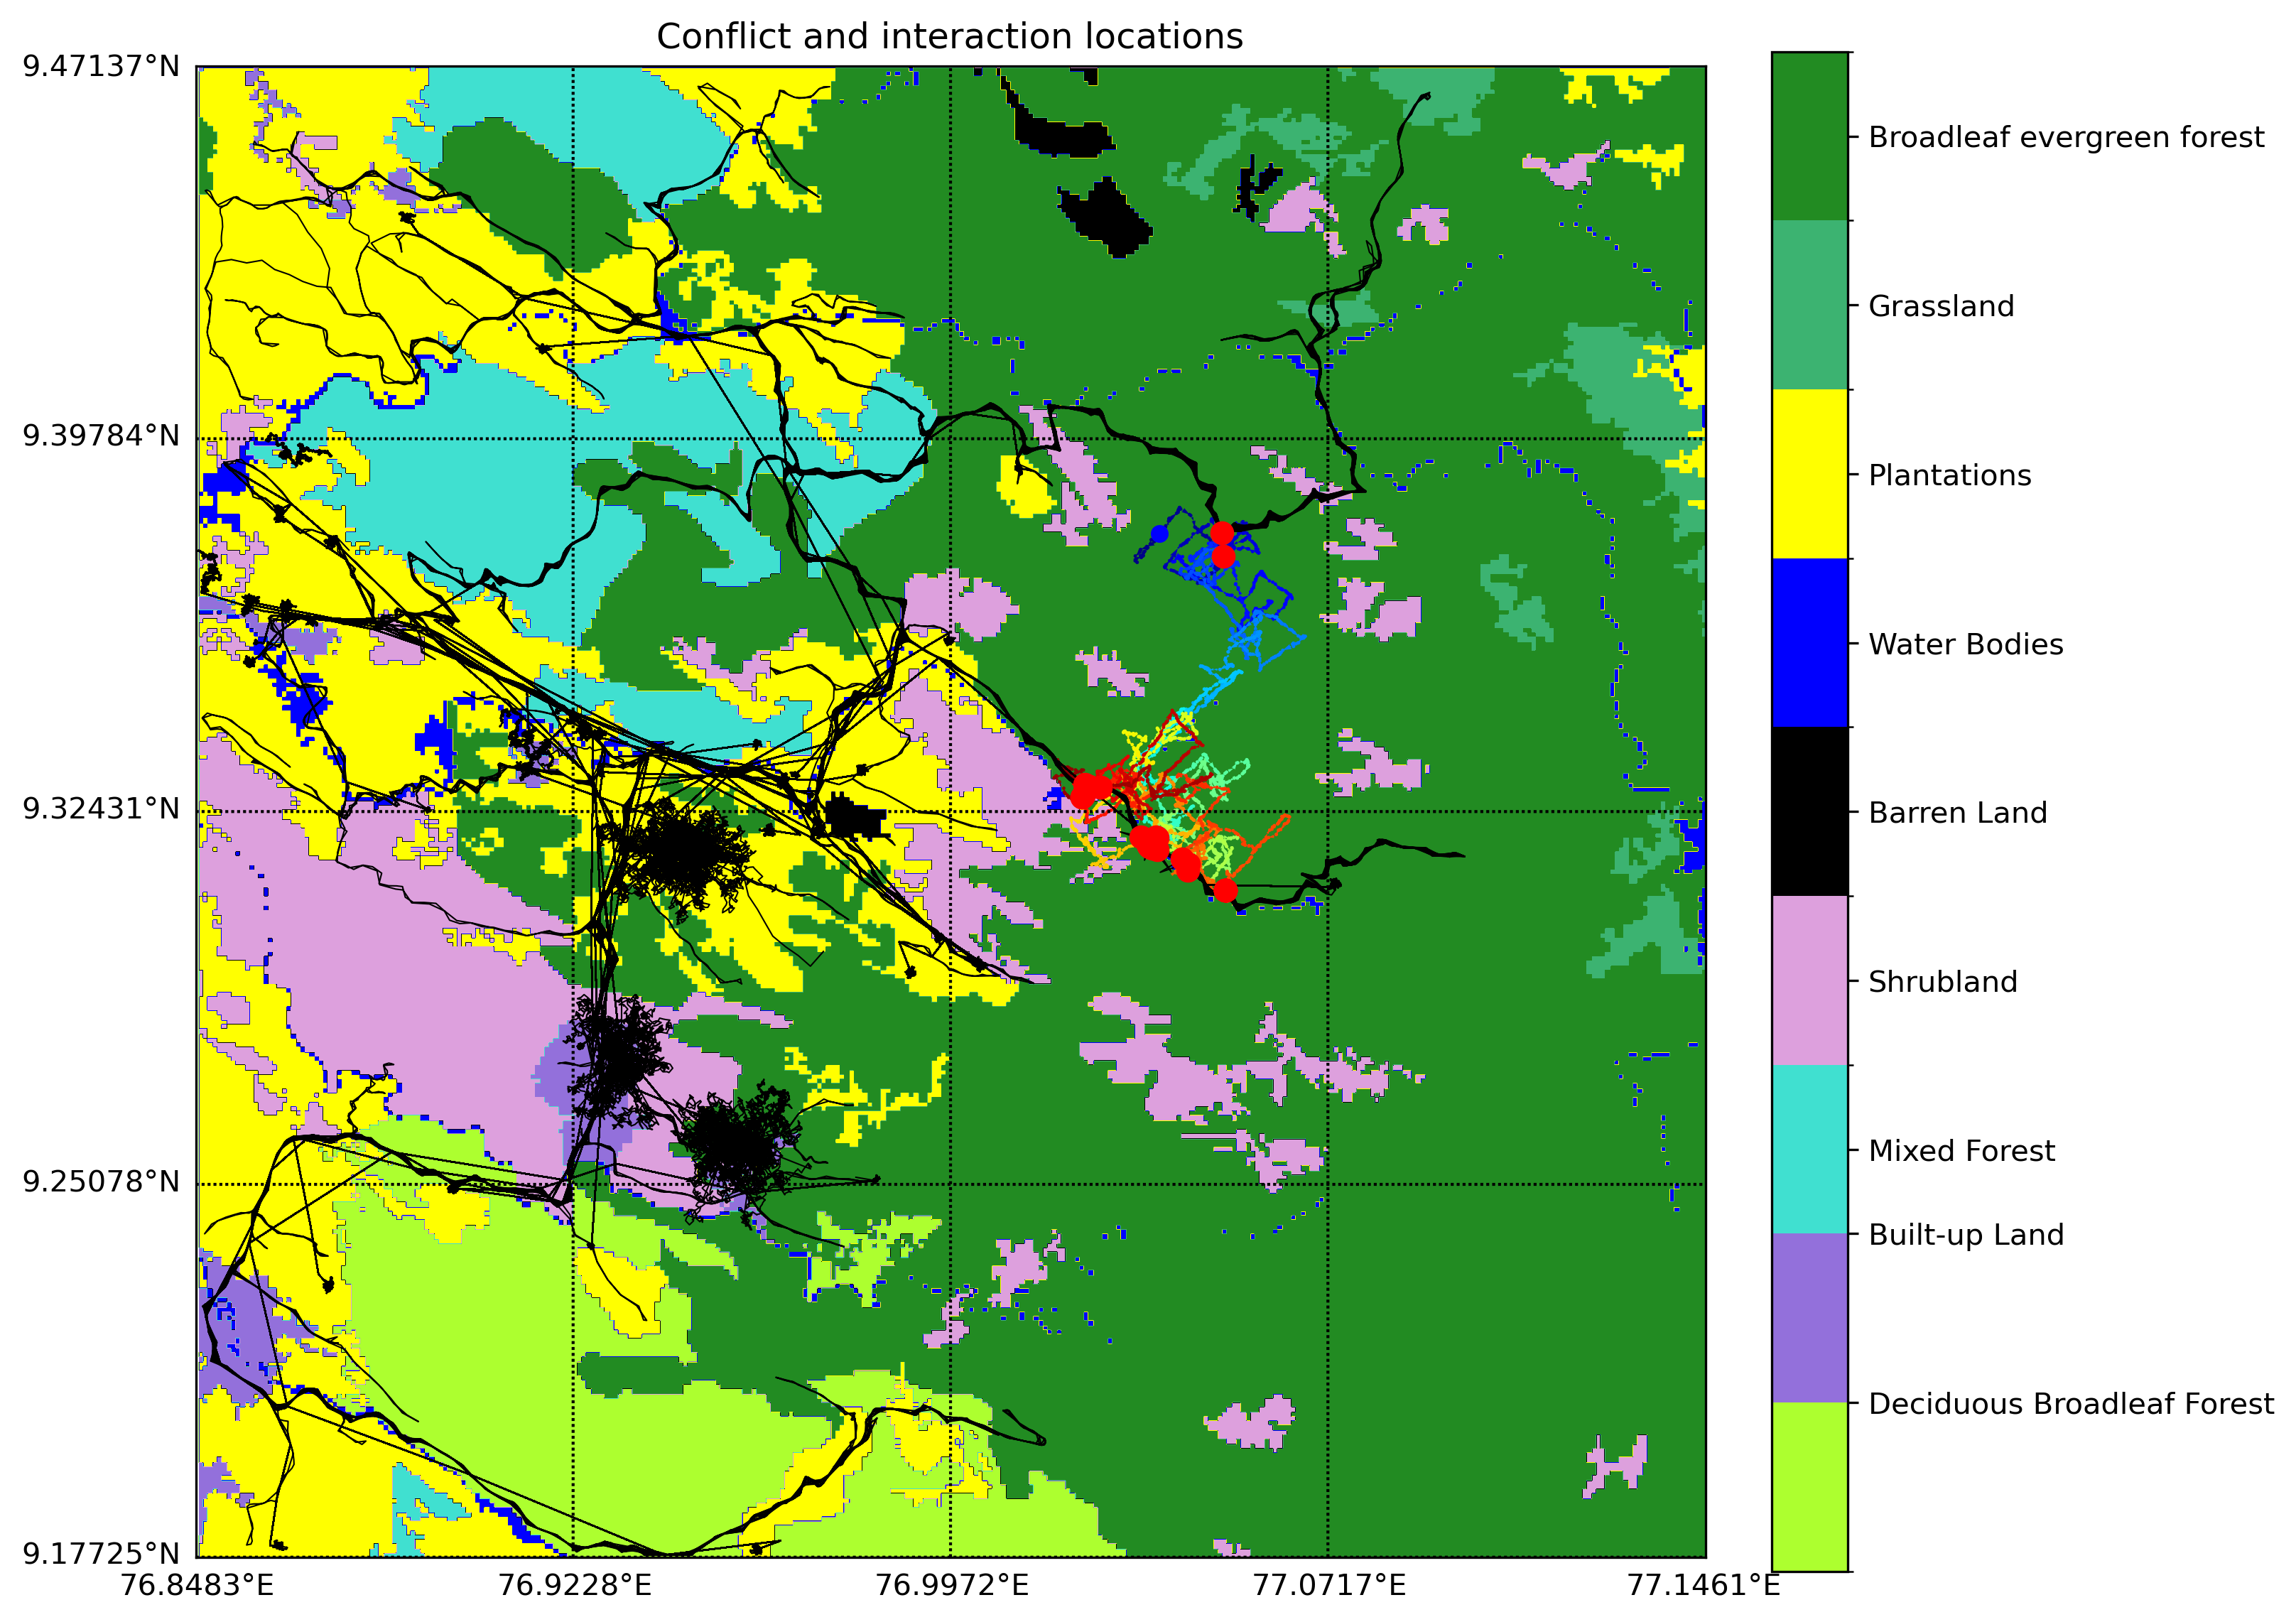 Conflict and interaction locations
9.47137°N
9.39784°N
9.32431°N
9.25078°N
9.17725°N
76.8483°E
76.9228°E
76.9972°E
77.0717°E
77.1461°E
Broadleaf evergreen forest
Grassland
Plantations
Water Bodies
Barren Land
Shrubland
Mixed Forest
Built-up Land
Deciduous Broadleaf Forest